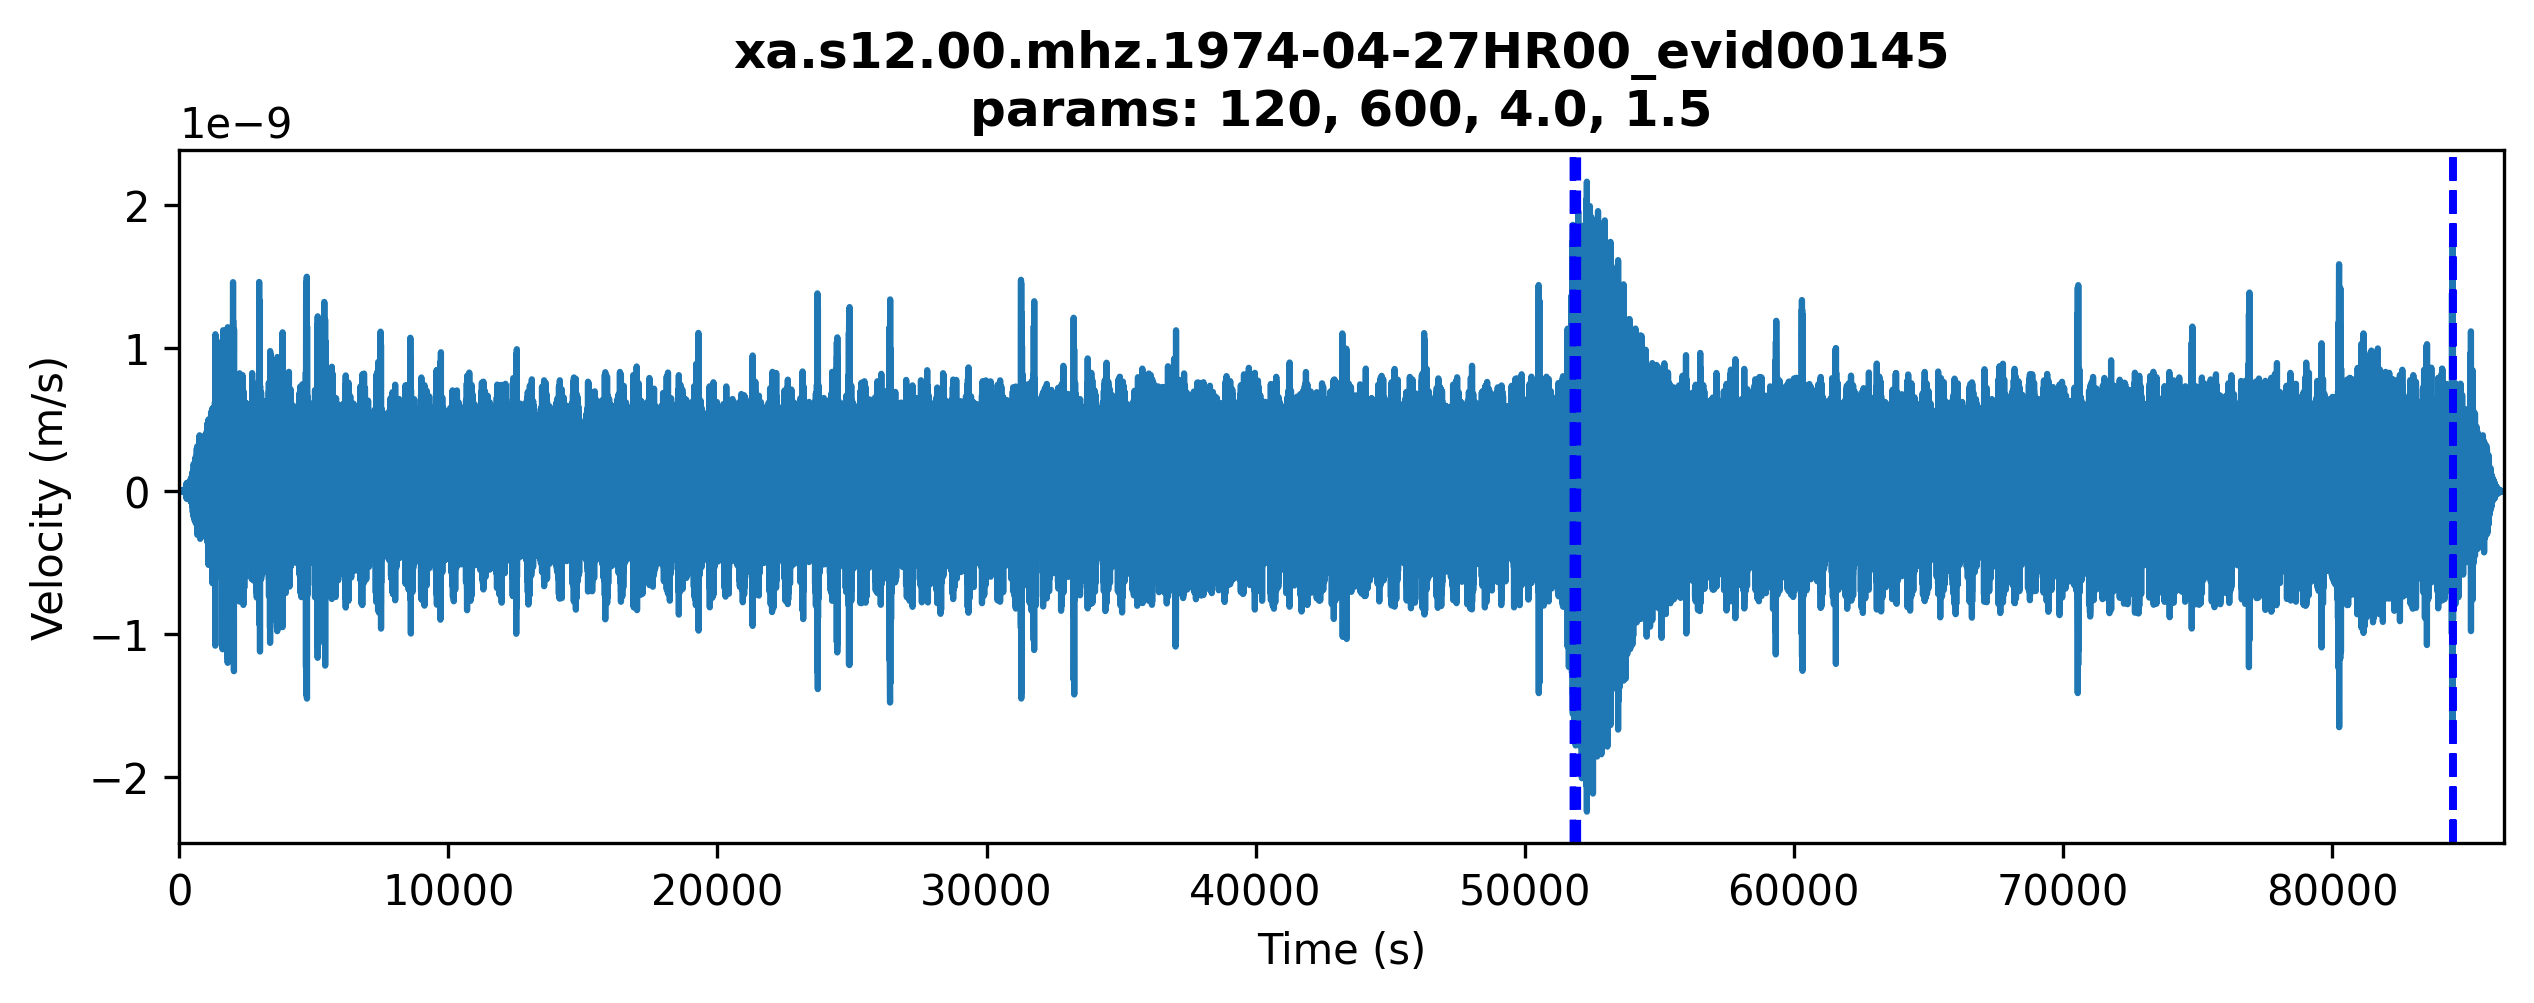 xa.s12.00.mhz.1974-04-27HR00_evid00145
params: 120, 600, 4.0, 1.5
1e−9
2
1
0
−1
−2
Velocity (m/s)
0 10000 20000 30000 40000 50000 60000 70000 80000
Time (s)